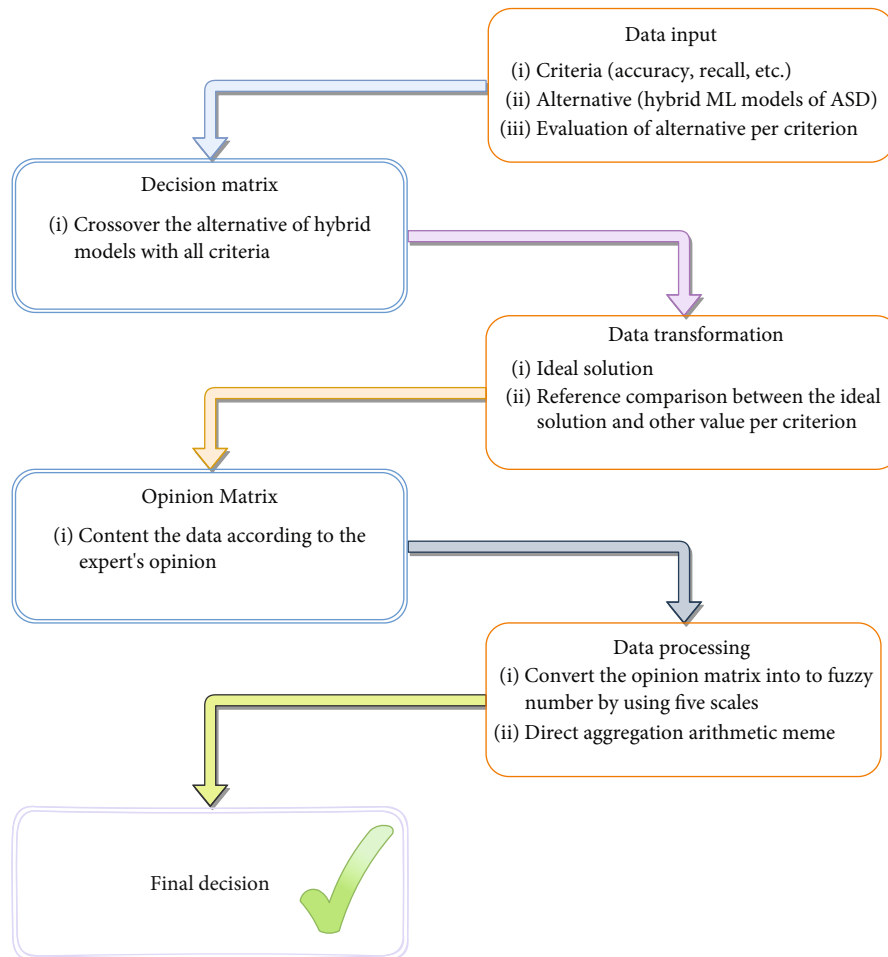 Data input
(i) Criteria (accuracy, recall, etc.)
(ii) Alternative (hybrid ML models of ASD)
(iii) Evaluation of alternative per criterion
Decision matrix
(i) Crossover the alternative of hybrid
models with all criteria
Data transformation
(i) Ideal solution
(ii) Reference comparison between the ideal
solution and other value per criterion
Opinion Matrix
(i) Content the data according to the
expert's opinion
Data processing
(i) Convert the opinion matrix into to fuzzy
number by using five scales
(ii) Direct aggregation arithmetic meme
Final decision